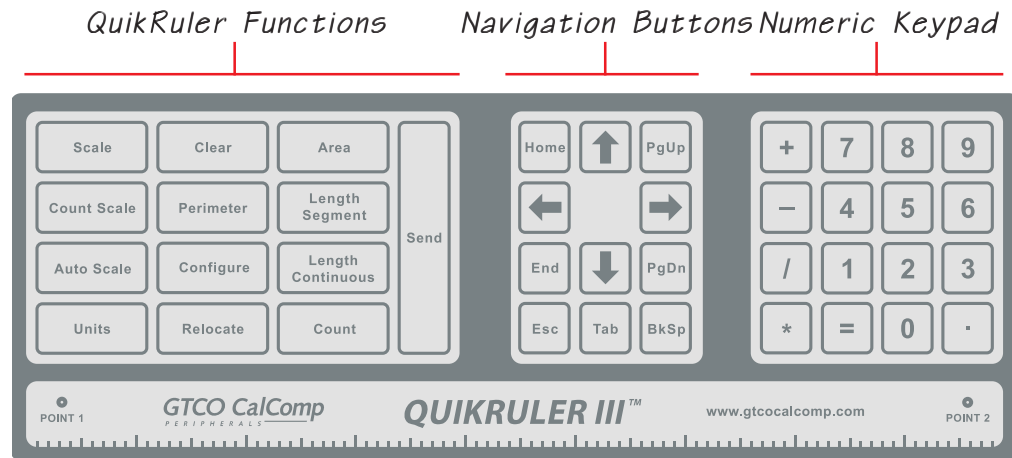 QuikRuler Functions
Navigation Buttons
Numeric Keypad
Scale
Clear
Area
Count Scale
Perimeter
Length
Segment
Auto Scale
Configure
Length
Continuous
Units
Relocate
Count
Send
Home
PgUp
End
PgDn
Esc
Tab
BkSp
+
7
8
9
–
4
5
6
/
1
2
3
*
=
0
.
POINT 1
GTCO CalComp
PERIPHERALS
QUIKRULER III™
www.gtcocalcomp.com
POINT 2